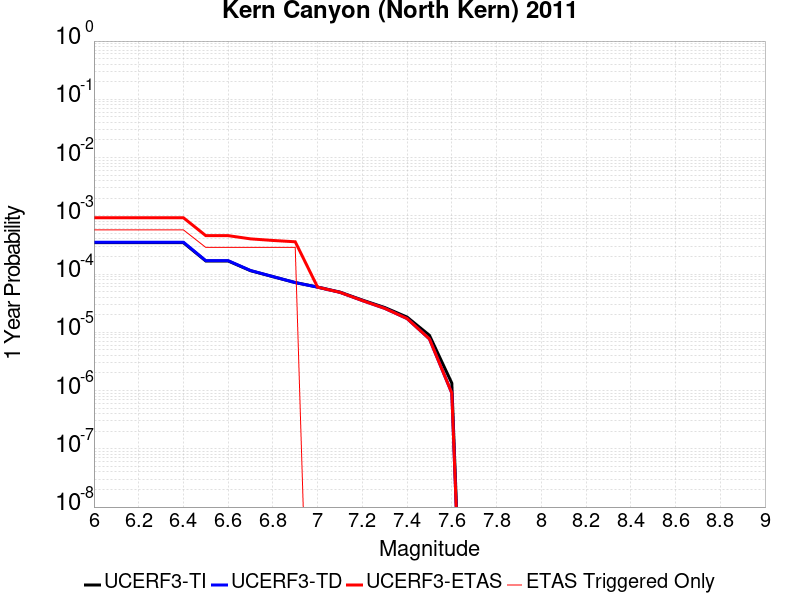 Kern Canyon (North Kern) 2011
1 Year Probability
10^0
10^-1
10^-2
10^-3
10^-4
10^-5
10^-6
10^-7
10^-8
6 6.2 6.4 6.6 6.8 7 7.2 7.4 7.6 7.8 8 8.2 8.4 8.6 8.8 9
Magnitude
UCERF3-TI UCERF3-TD UCERF3-ETAS ETAS Triggered Only